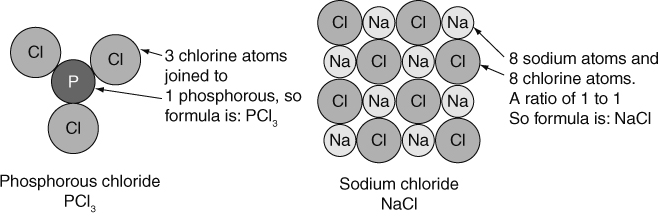 Cl
Cl
P
Cl
3 chlorine atoms
joined to
1 phosphorous, so
formula is: PCl₃
Phosphorous chloride
PCl₃
Cl Na Cl Na
Na Cl Na Cl
Cl Na Cl Na
Na Cl Na Cl
8 sodium atoms and
8 chlorine atoms.
A ratio of 1 to 1
So formula is: NaCl
Sodium chloride
NaCl